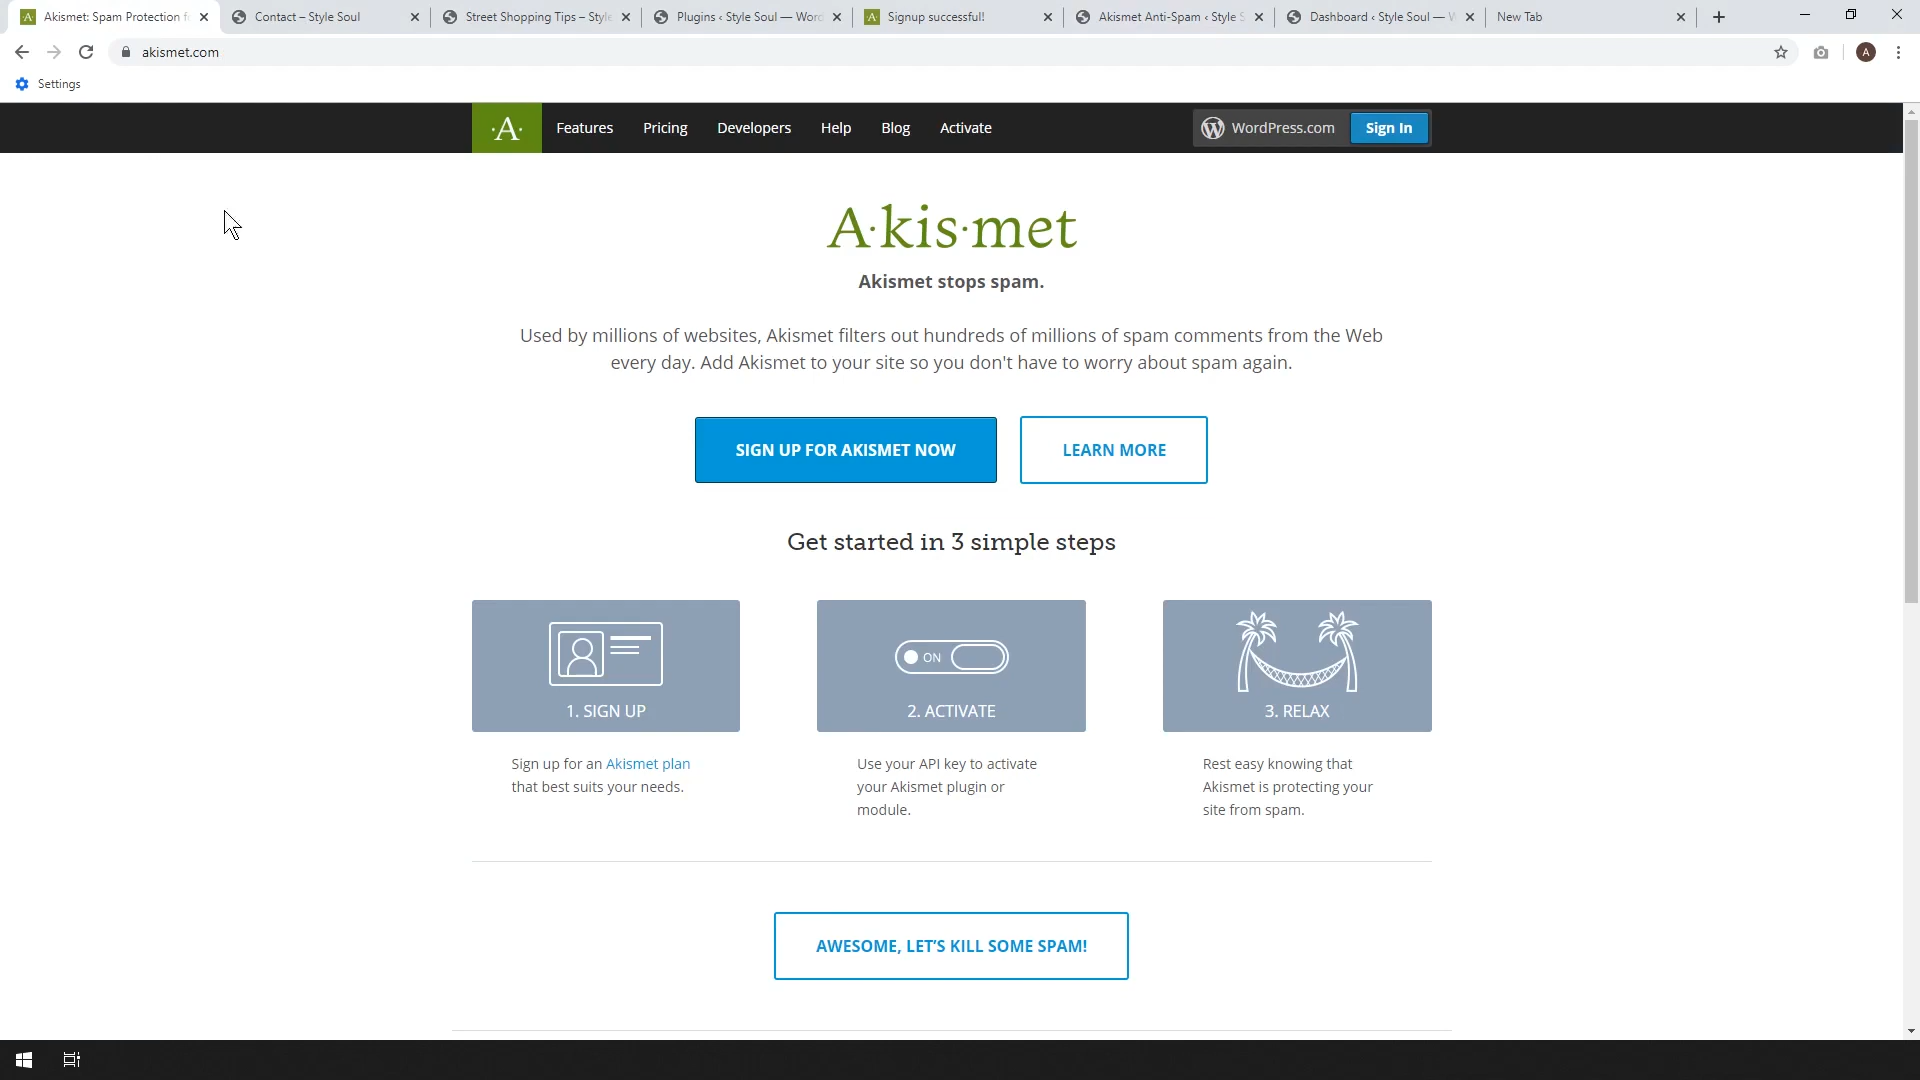 Akismet: Spam Protection f
Contact – Style Soul
Street Shopping Tips – Style
Plugins ‹ Style Soul — Word
Signup successful!
Akismet Anti-Spam ‹ Style S
Dashboard ‹ Style Soul — W
New Tab
akismet.com
A
Settings
·A·
Features
Pricing
Developers
Help
Blog
Activate
WordPress.com
Sign In
A·kis·met
Akismet stops spam.
Used by millions of websites, Akismet filters out hundreds of millions of spam comments from the Web
every day. Add Akismet to your site so you don't have to worry about spam again.
SIGN UP FOR AKISMET NOW
LEARN MORE
Get started in 3 simple steps
1. SIGN UP
Sign up for an Akismet plan
that best suits your needs.
ON
2. ACTIVATE
Use your API key to activate
your Akismet plugin or
module.
3. RELAX
Rest easy knowing that
Akismet is protecting your
site from spam.
AWESOME, LET'S KILL SOME SPAM!